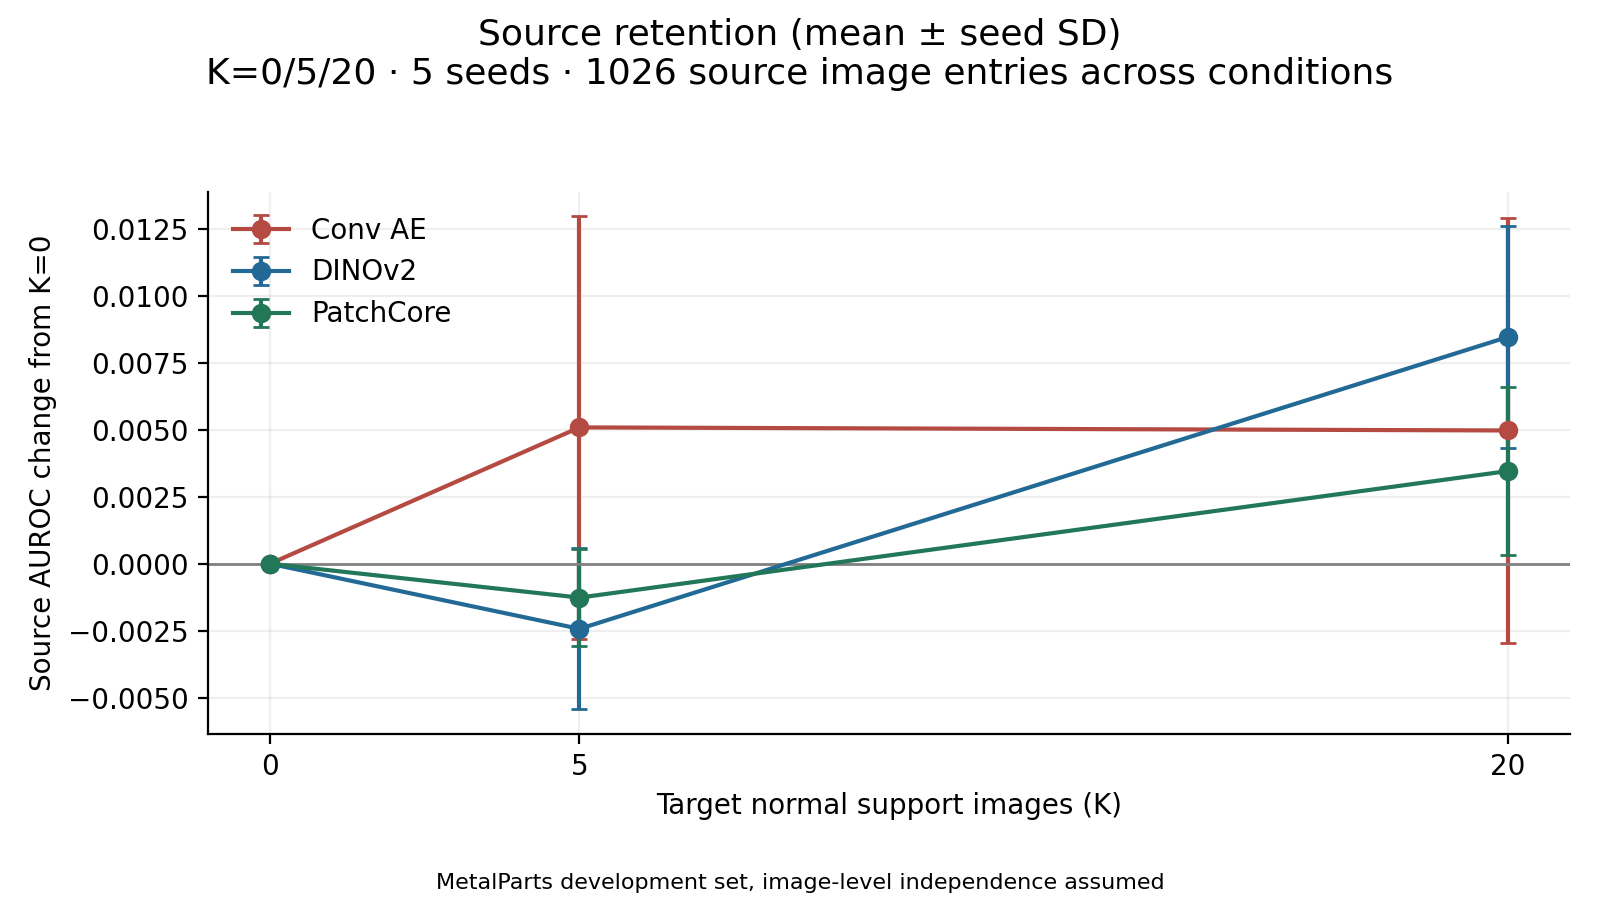 Source retention (mean ± seed SD)
K=0/5/20 · 5 seeds · 1026 source image entries across conditions
Source AUROC change from K=0
0.0125
0.0100
0.0075
0.0050
0.0025
0.0000
−0.0025
−0.0050
Conv AE
DINOv2
PatchCore
0
5
20
Target normal support images (K)
MetalParts development set, image-level independence assumed